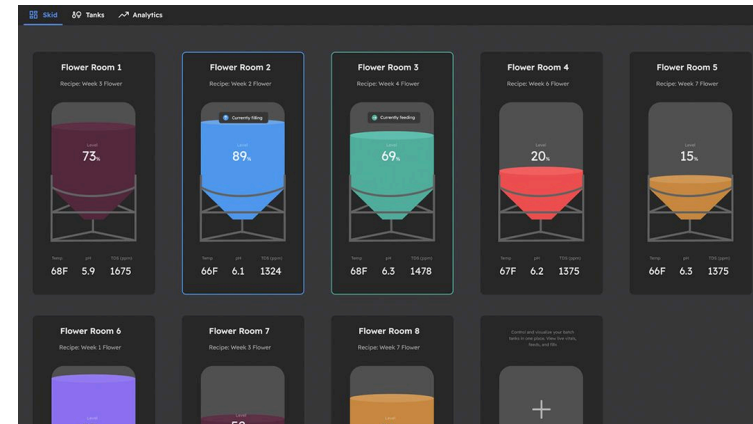 Skid Tanks Analytics
Flower Room 1
Recipe: Week 3 Flower
Level
73%
Temp pH TDS (ppm)
68F 5.9 1675
Flower Room 2
Recipe: Week 2 Flower
Currently filling
Level
89%
Temp pH TDS (ppm)
66F 6.1 1324
Flower Room 3
Recipe: Week 4 Flower
Currently feeding
Level
69%
Temp pH TDS (ppm)
68F 6.3 1478
Flower Room 4
Recipe: Week 6 Flower
Level
20%
Temp pH TDS (ppm)
67F 6.2 1375
Flower Room 5
Recipe: Week 7 Flower
Level
15%
Temp pH TDS (ppm)
66F 6.3 1375
Flower Room 6
Recipe: Week 1 Flower
Level
Flower Room 7
Recipe: Week 3 Flower
Level
Flower Room 8
Recipe: Week 7 Flower
Level
Control and visualize your batch
tanks in one place. View live vitals,
feeds, and fills.